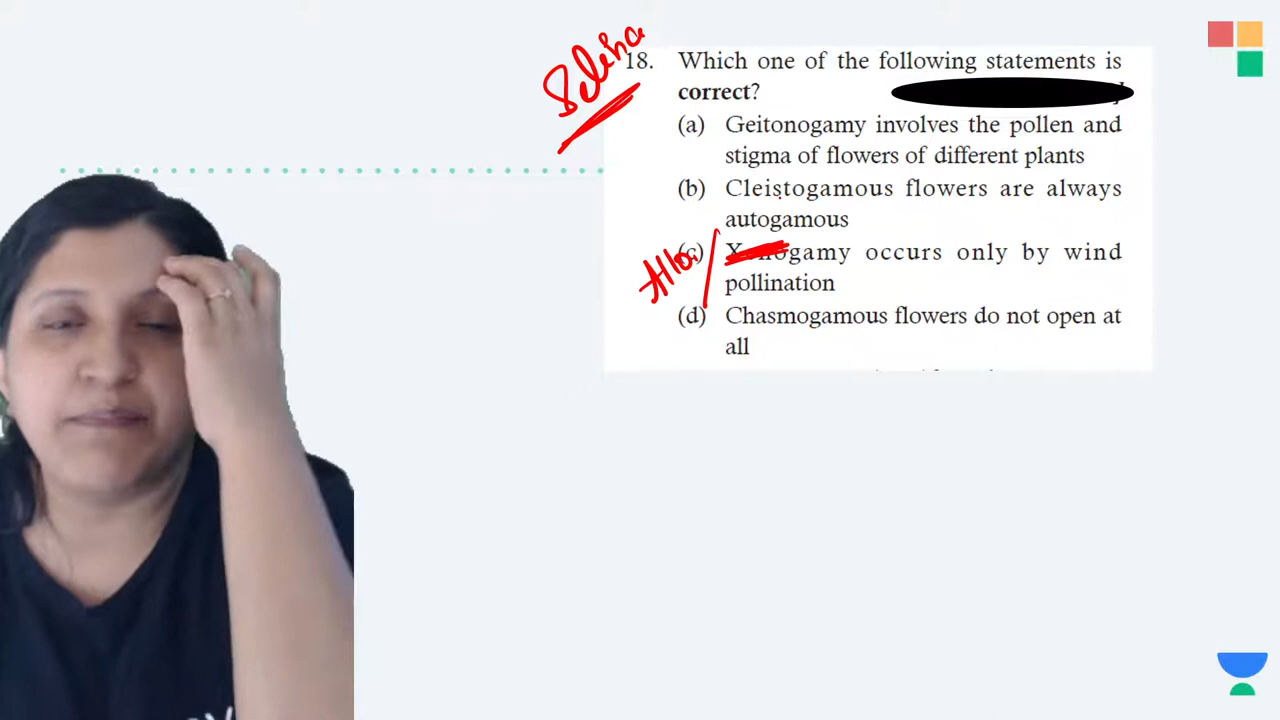 18. Which one of the following statements is
correct?
(a) Geitonogamy involves the pollen and
stigma of flowers of different plants
(b) Cleistogamous flowers are always
autogamous
Allo
(c) Xenogamy occurs only by wind
pollination
(d) Chasmogamous flowers do not open at
all